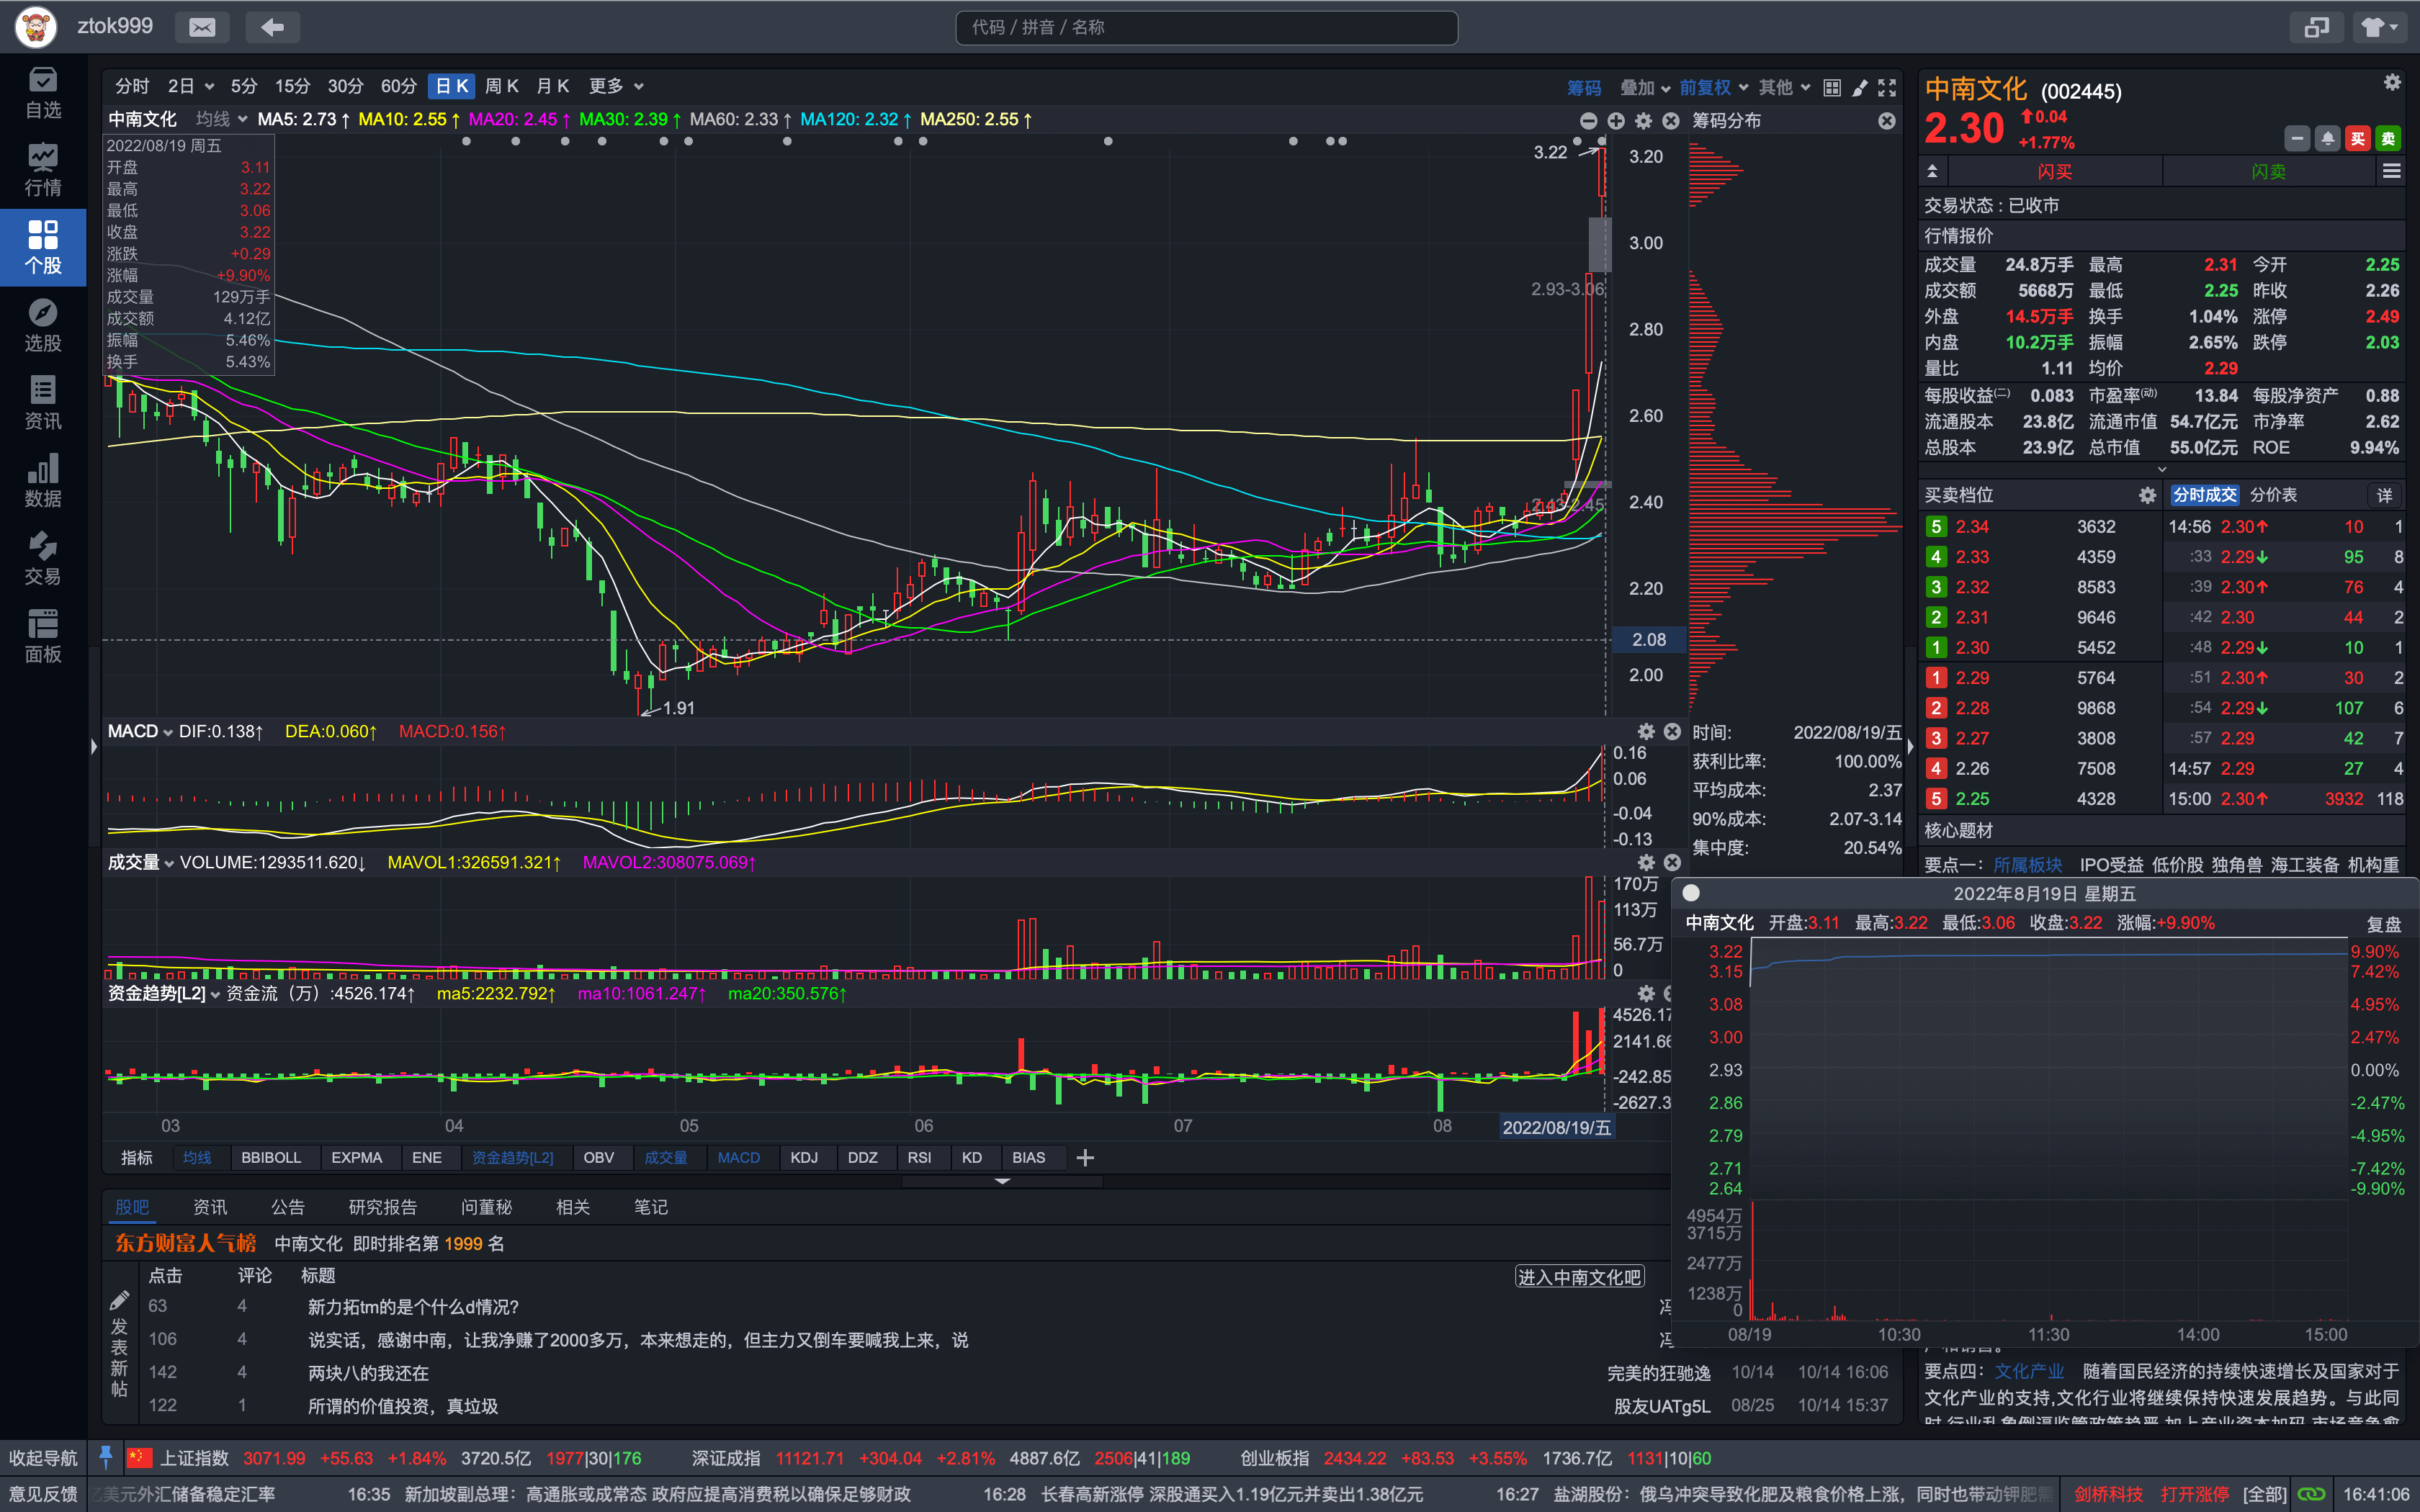 ztok999
代码 / 拼音 / 名称
自选
行情
个股
选股
资讯
数据
交易
面板
分时 2日 5分 15分 30分 60分 日K 周K 月K 更多
筹码 叠加 前复权 其他
中南文化 均线 MA5: 2.73↑ MA10: 2.55↑ MA20: 2.45↑ MA30: 2.39↑ MA60: 2.33↑ MA120: 2.32↑ MA250: 2.55↑
筹码分布
2022/08/19 周五
开盘 3.11
最高 3.22
最低 3.06
收盘 3.22
涨跌 +0.29
涨幅 +9.90%
成交量 129万手
成交额 4.12亿
振幅 5.46%
换手 5.43%
3.22
2.93-3.06
2.43-2.45
1.91
3.20
3.00
2.80
2.60
2.40
2.20
2.08
2.00
MACD DIF:0.138↑ DEA:0.060↑ MACD:0.156↑
0.16
0.06
-0.04
-0.13
成交量 VOLUME:1293511.620↓ MAVOL1:326591.321↑ MAVOL2:308075.069↑
170万
113万
56.7万
0
资金趋势[L2] 资金流（万）:4526.174↑ ma5:2232.792↑ ma10:1061.247↑ ma20:350.576↑
4526.17
2141.66
-242.85
-2627.3
03 04 05 06 07 08 2022/08/19/五
指标 均线 BBIBOLL EXPMA ENE 资金趋势[L2] OBV 成交量 MACD KDJ DDZ RSI KD BIAS
时间: 2022/08/19/五
获利比率: 100.00%
平均成本: 2.37
90%成本: 2.07-3.14
集中度: 20.54%
股吧 资讯 公告 研究报告 问董秘 相关 笔记
东方财富人气榜 中南文化 即时排名第 1999 名
点击 评论 标题
进入中南文化吧
发表新帖
63 4 新力拓tm的是个什么d情况?
冯
106 4 说实话，感谢中南，让我净赚了2000多万，本来想走的，但主力又倒车要喊我上来，说
冯
142 4 两块八的我还在 完美的狂驰逸 10/14 10/14 16:06
122 1 所谓的价值投资，真垃圾 股友UATg5L 08/25 10/14 15:37
中南文化 (002445)
2.30 ↑0.04
+1.77%
买 卖
闪买 闪卖
交易状态 : 已收市
行情报价
成交量 24.8万手 最高 2.31 今开 2.25
成交额 5668万 最低 2.25 昨收 2.26
外盘 14.5万手 换手 1.04% 涨停 2.49
内盘 10.2万手 振幅 2.65% 跌停 2.03
量比 1.11 均价 2.29
每股收益(二) 0.083 市盈率(动) 13.84 每股净资产 0.88
流通股本 23.8亿 流通市值 54.7亿元 市净率 2.62
总股本 23.9亿 总市值 55.0亿元 ROE 9.94%
买卖档位
分时成交 分价表 详
5 2.34 3632
4 2.33 4359
3 2.32 8583
2 2.31 9646
1 2.30 5452
1 2.29 5764
2 2.28 9868
3 2.27 3808
4 2.26 7508
5 2.25 4328
14:56 2.30↑ 10 1
:33 2.29↓ 95 8
:39 2.30↑ 76 4
:42 2.30 44 2
:48 2.29↓ 10 1
:51 2.30↑ 30 2
:54 2.29↓ 107 6
:57 2.29 42 7
14:57 2.29 27 4
15:00 2.30↑ 3932 118
核心题材
要点一： 所属板块 IPO受益 低价股 独角兽 海工装备 机构重
2022年8月19日 星期五
中南文化 开盘:3.11 最高:3.22 最低:3.06 收盘:3.22 涨幅:+9.90% 复盘
3.22 9.90%
3.15 7.42%
3.08 4.95%
3.00 2.47%
2.93 0.00%
2.86 -2.47%
2.79 -4.95%
2.71 -7.42%
2.64 -9.90%
4954万
3715万
2477万
1238万
0
08/19 10:30 11:30 14:00 15:00
要点四： 文化产业 随着国民经济的持续快速增长及国家对于
文化产业的支持,文化行业将继续保持快速发展趋势。与此同
收起导航 上证指数 3071.99 +55.63 +1.84% 3720.5亿 1977|30|176 深证成指 11121.71 +304.04 +2.81% 4887.6亿 2506|41|189 创业板指 2434.22 +83.53 +3.55% 1736.7亿 1131|10|60
意见反馈 亿美元外汇储备稳定汇率 16:35 新加坡副总理：高通胀或成常态 政府应提高消费税以确保足够财政 16:28 长春高新涨停 深股通买入1.19亿元并卖出1.38亿元 16:27 盐湖股份：俄乌冲突导致化肥及粮食价格上涨，同时也带动钾肥需 剑桥科技 打开涨停 [全部] 16:41:06